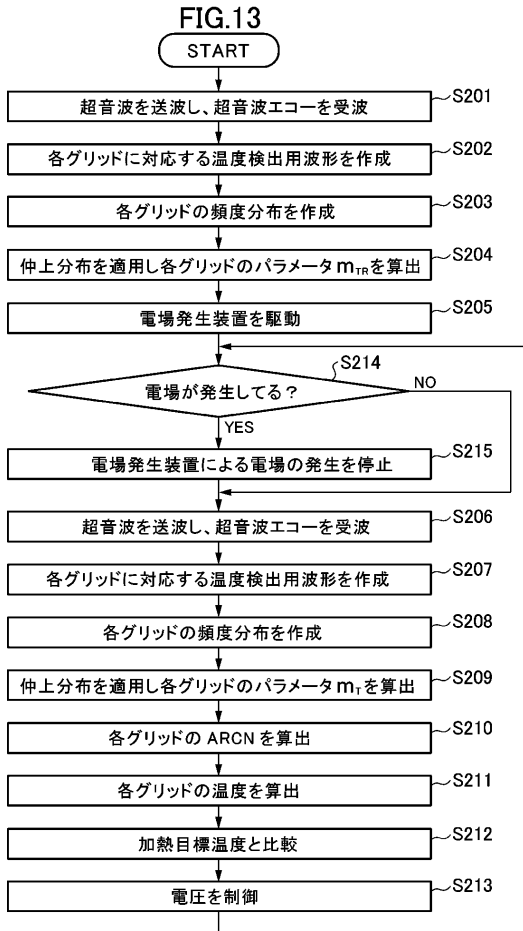 FIG.13
START
超音波を送波し、超音波エコーを受波
S201
各グリッドに対応する温度検出用波形を作成
S202
各グリッドの頻度分布を作成
S203
仲上分布を適用し各グリッドのパラメータmTRを算出
S204
電場発生装置を駆動
S205
S214
電場が発生してる？
NO
YES
電場発生装置による電場の発生を停止
S215
超音波を送波し、超音波エコーを受波
S206
各グリッドに対応する温度検出用波形を作成
S207
各グリッドの頻度分布を作成
S208
仲上分布を適用し各グリッドのパラメータmTを算出
S209
各グリッドのARCNを算出
S210
各グリッドの温度を算出
S211
加熱目標温度と比較
S212
電圧を制御
S213